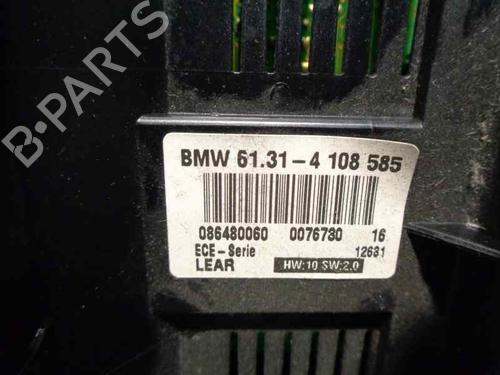 B-PARTS
BMW 61.31-4 108 585
086480060 0076730 16
ECE-Serie 12631
LEAR HW:10 SW:2.0